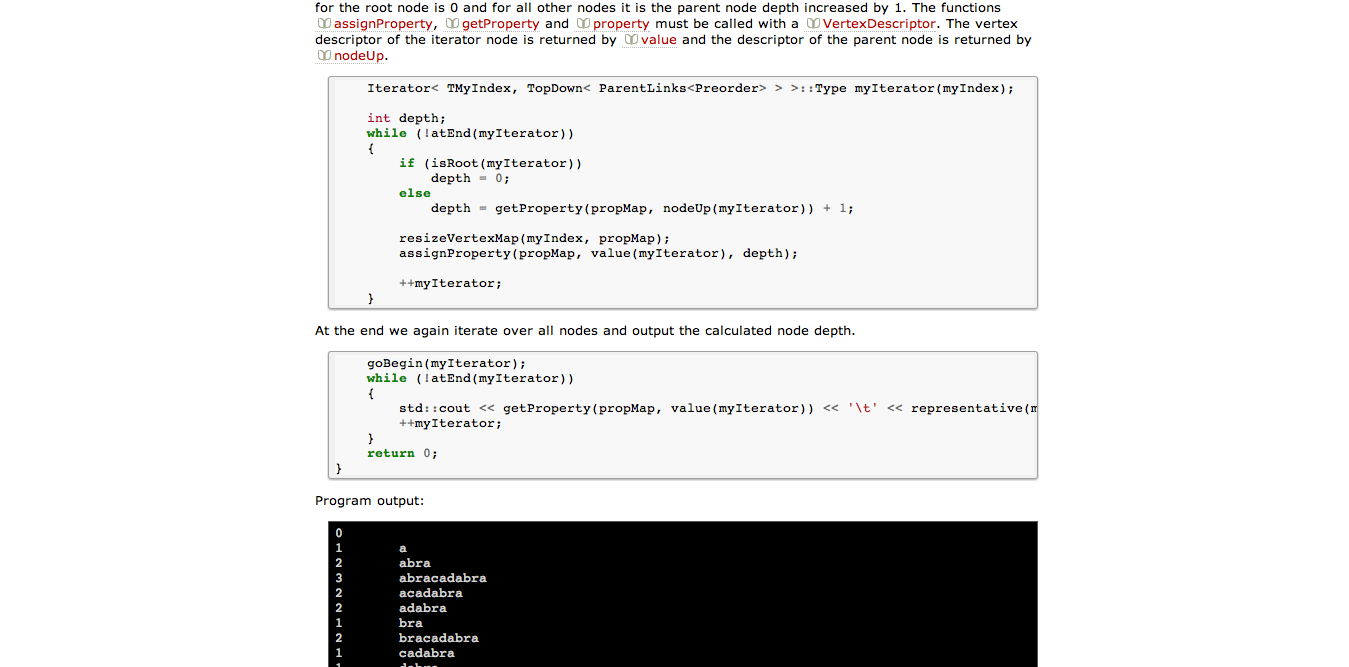 for the root node is 0 and for all other nodes it is the parent node depth increased by 1. The functions
assignProperty, getProperty and property must be called with a VertexDescriptor. The vertex
descriptor of the iterator node is returned by value and the descriptor of the parent node is returned by
nodeUp.
Iterator< TMyIndex, TopDown< ParentLinks<Preorder> > >::Type myIterator(myIndex);
int depth;
while (!atEnd(myIterator))
{
if (isRoot(myIterator))
depth = 0;
else
depth = getProperty(propMap, nodeUp(myIterator)) + 1;
resizeVertexMap(myIndex, propMap);
assignProperty(propMap, value(myIterator), depth);
++myIterator;
}
At the end we again iterate over all nodes and output the calculated node depth.
goBegin(myIterator);
while (!atEnd(myIterator))
{
std::cout << getProperty(propMap, value(myIterator)) << '\t' << representative(m
++myIterator;
}
return 0;
}
Program output:
0
1 a
2 abra
3 abracadabra
2 acadabra
2 adabra
1 bra
2 bracadabra
1 cadabra